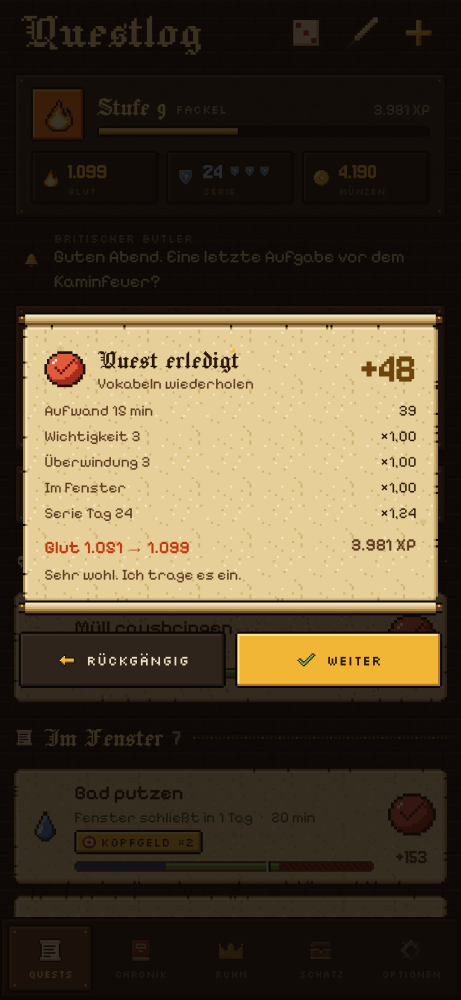 Questlog
Stufe 9 FACKEL 3.981 XP
1.099 24 4.190
GLUT SERIE MÜNZEN
BRITISCHER BUTLER
Guten Abend. Eine letzte Aufgabe vor dem
Kaminfeuer?
Quest erledigt +48
Vokabeln wiederholen
Aufwand 15 min 39
Wichtigkeit 3 ×1,00
Überwindung 3 ×1,00
Im Fenster ×1,00
Serie Tag 24 ×1,24
Glut 1.051 → 1.099 3.981 XP
Sehr wohl. Ich trage es ein.
Müll rausbringen
RÜCKGÄNGIG WEITER
Im Fenster 7
Bad putzen
Fenster schließt in 1 Tag · 20 min
KOPFGELD ×2
+153
QUESTS CHRONIK RUHM SCHATZ OPTIONEN